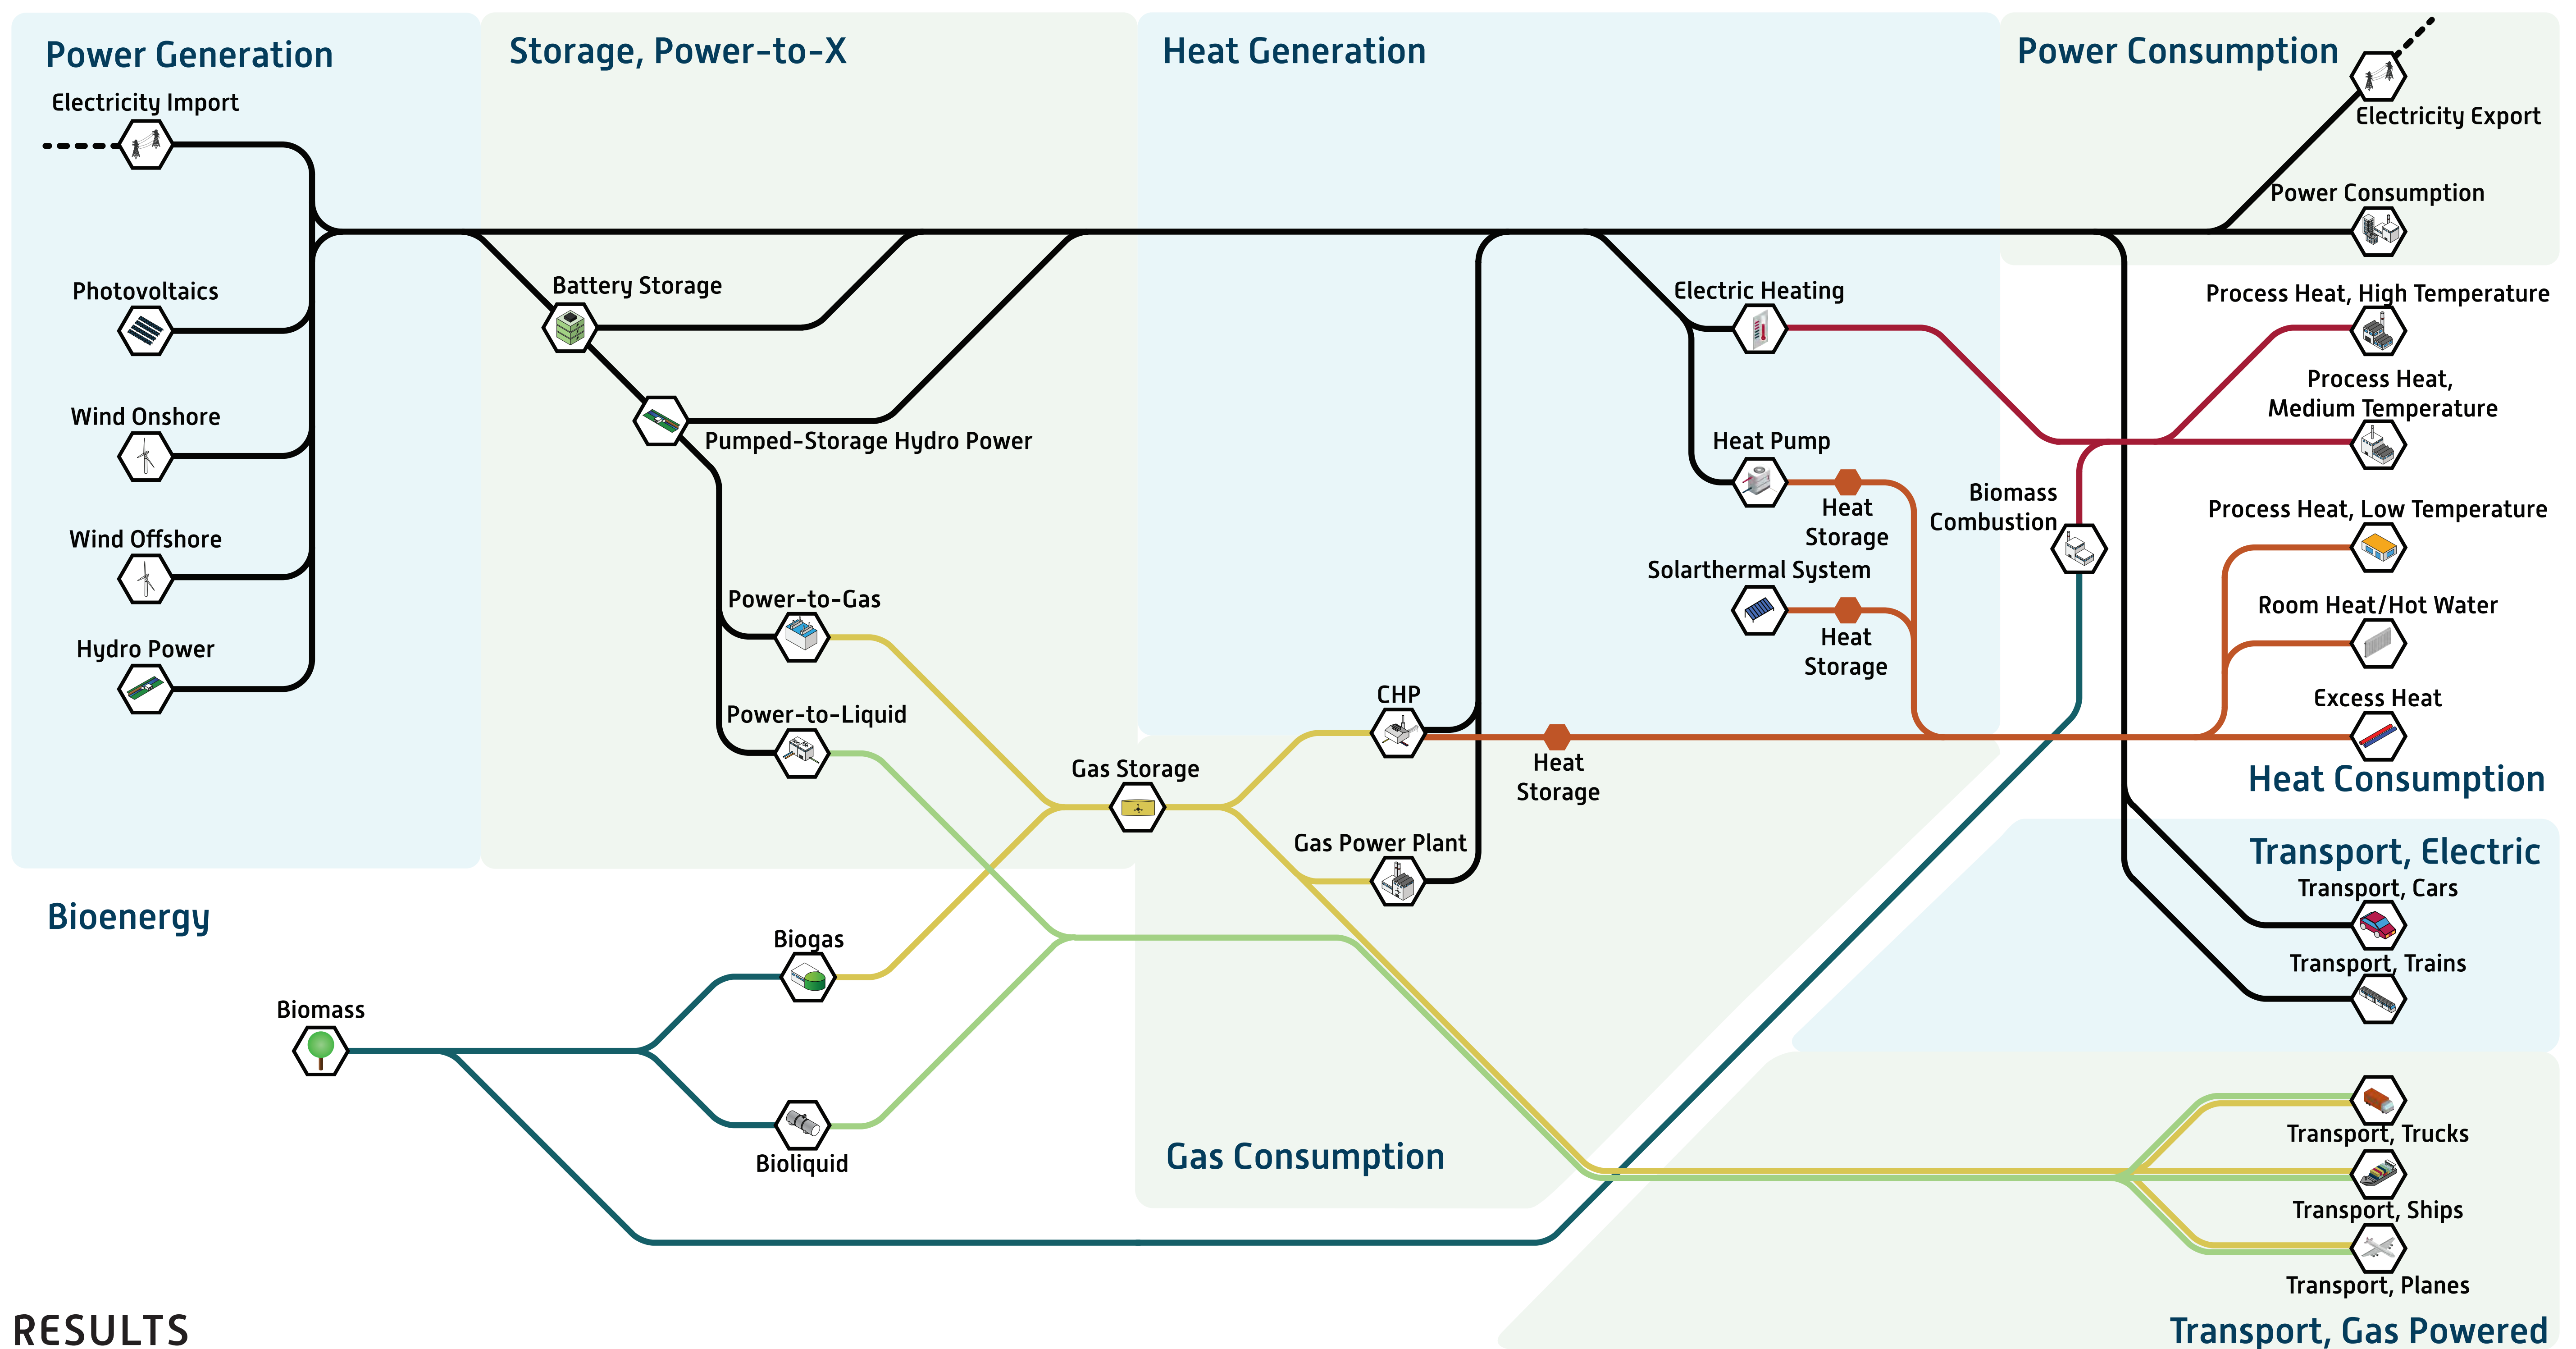 Power Generation
Electricity Import
Photovoltaics
Wind Onshore
Wind Offshore
Hydro Power
Storage, Power-to-X
Battery Storage
Pumped-Storage Hydro Power
Power-to-Gas
Power-to-Liquid
Gas Storage
Heat Generation
Electric Heating
Heat Pump
Heat
Storage
Solarthermal System
Heat
Storage
CHP
Heat
Storage
Gas Power Plant
Biomass
Combustion
Power Consumption
Electricity Export
Power Consumption
Process Heat, High Temperature
Process Heat,
Medium Temperature
Process Heat, Low Temperature
Room Heat/Hot Water
Excess Heat
Heat Consumption
Transport, Electric
Transport, Cars
Transport, Trains
Bioenergy
Biomass
Biogas
Bioliquid
Gas Consumption
Transport, Trucks
Transport, Ships
Transport, Planes
Transport, Gas Powered
RESULTS